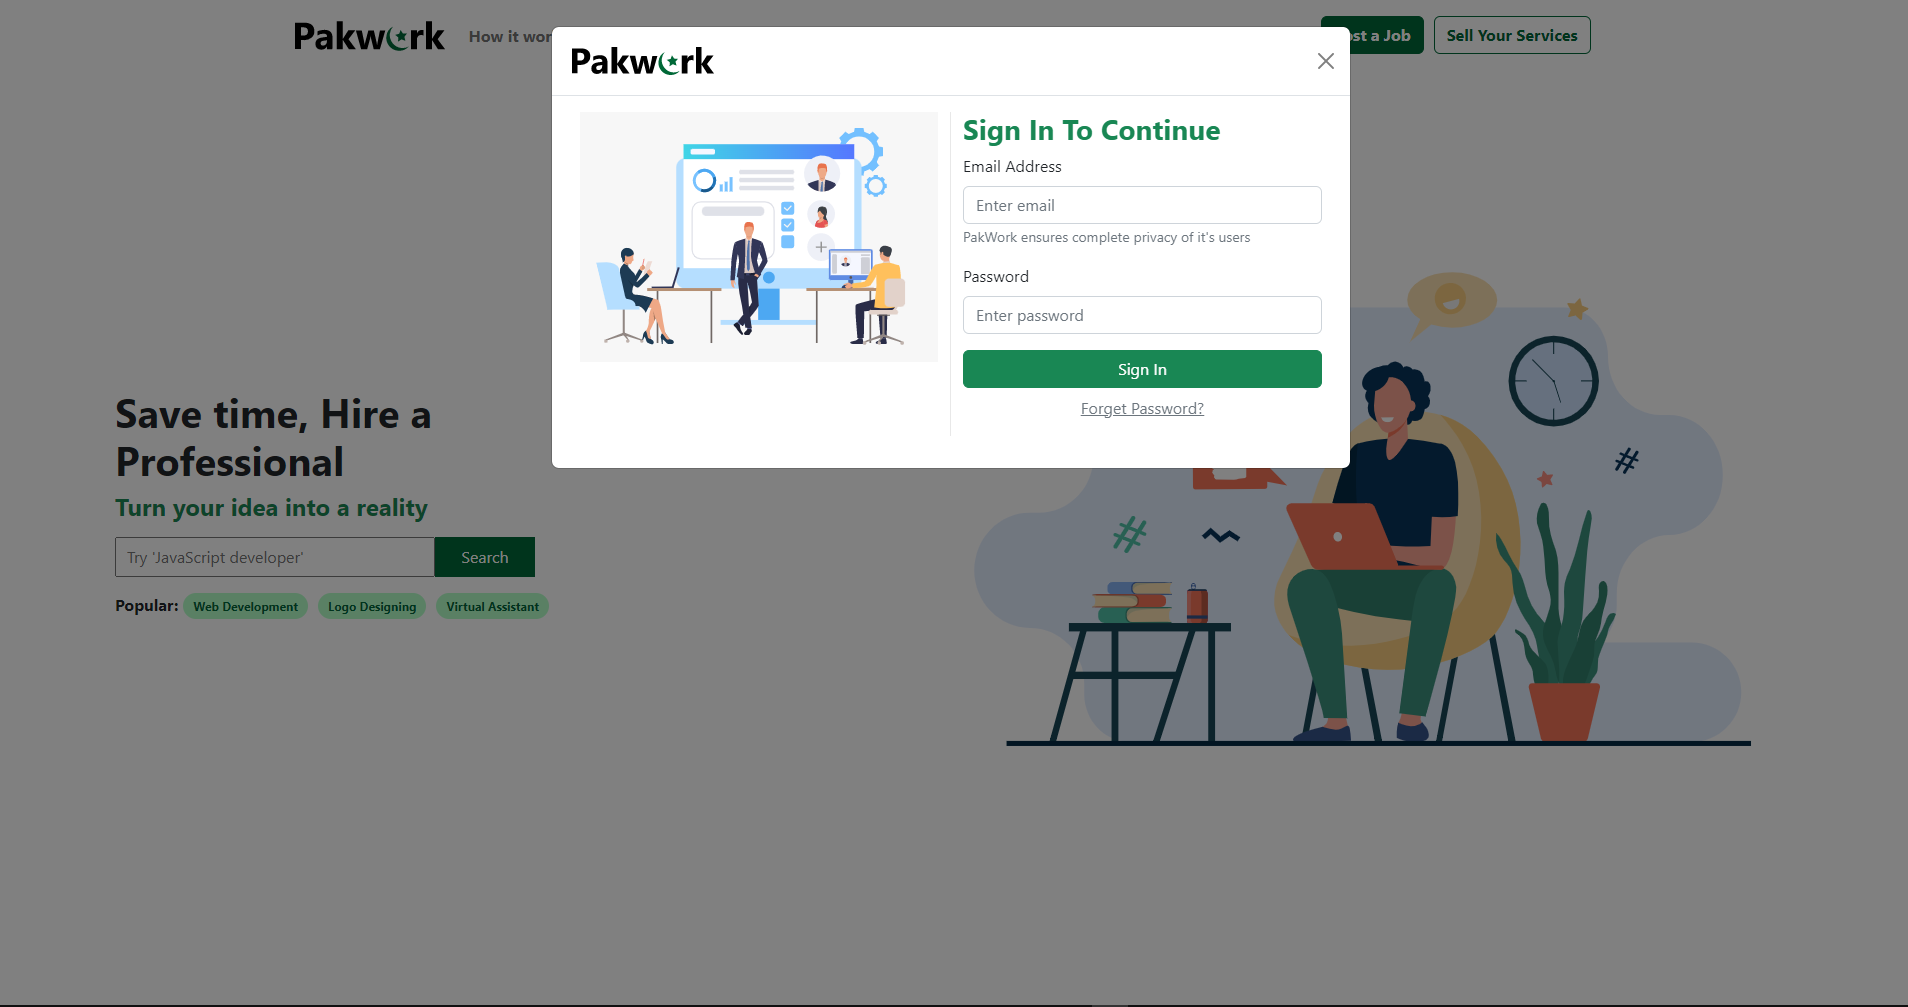 Pakwork
How it wor
st a Job
Sell Your Services
Pakwork
Sign In To Continue
Email Address
Enter email
PakWork ensures complete privacy of it's users
Password
Enter password
Sign In
Forget Password?
Save time, Hire a
Professional
Turn your idea into a reality
Try 'JavaScript developer'
Search
Popular: Web Development Logo Designing Virtual Assistant